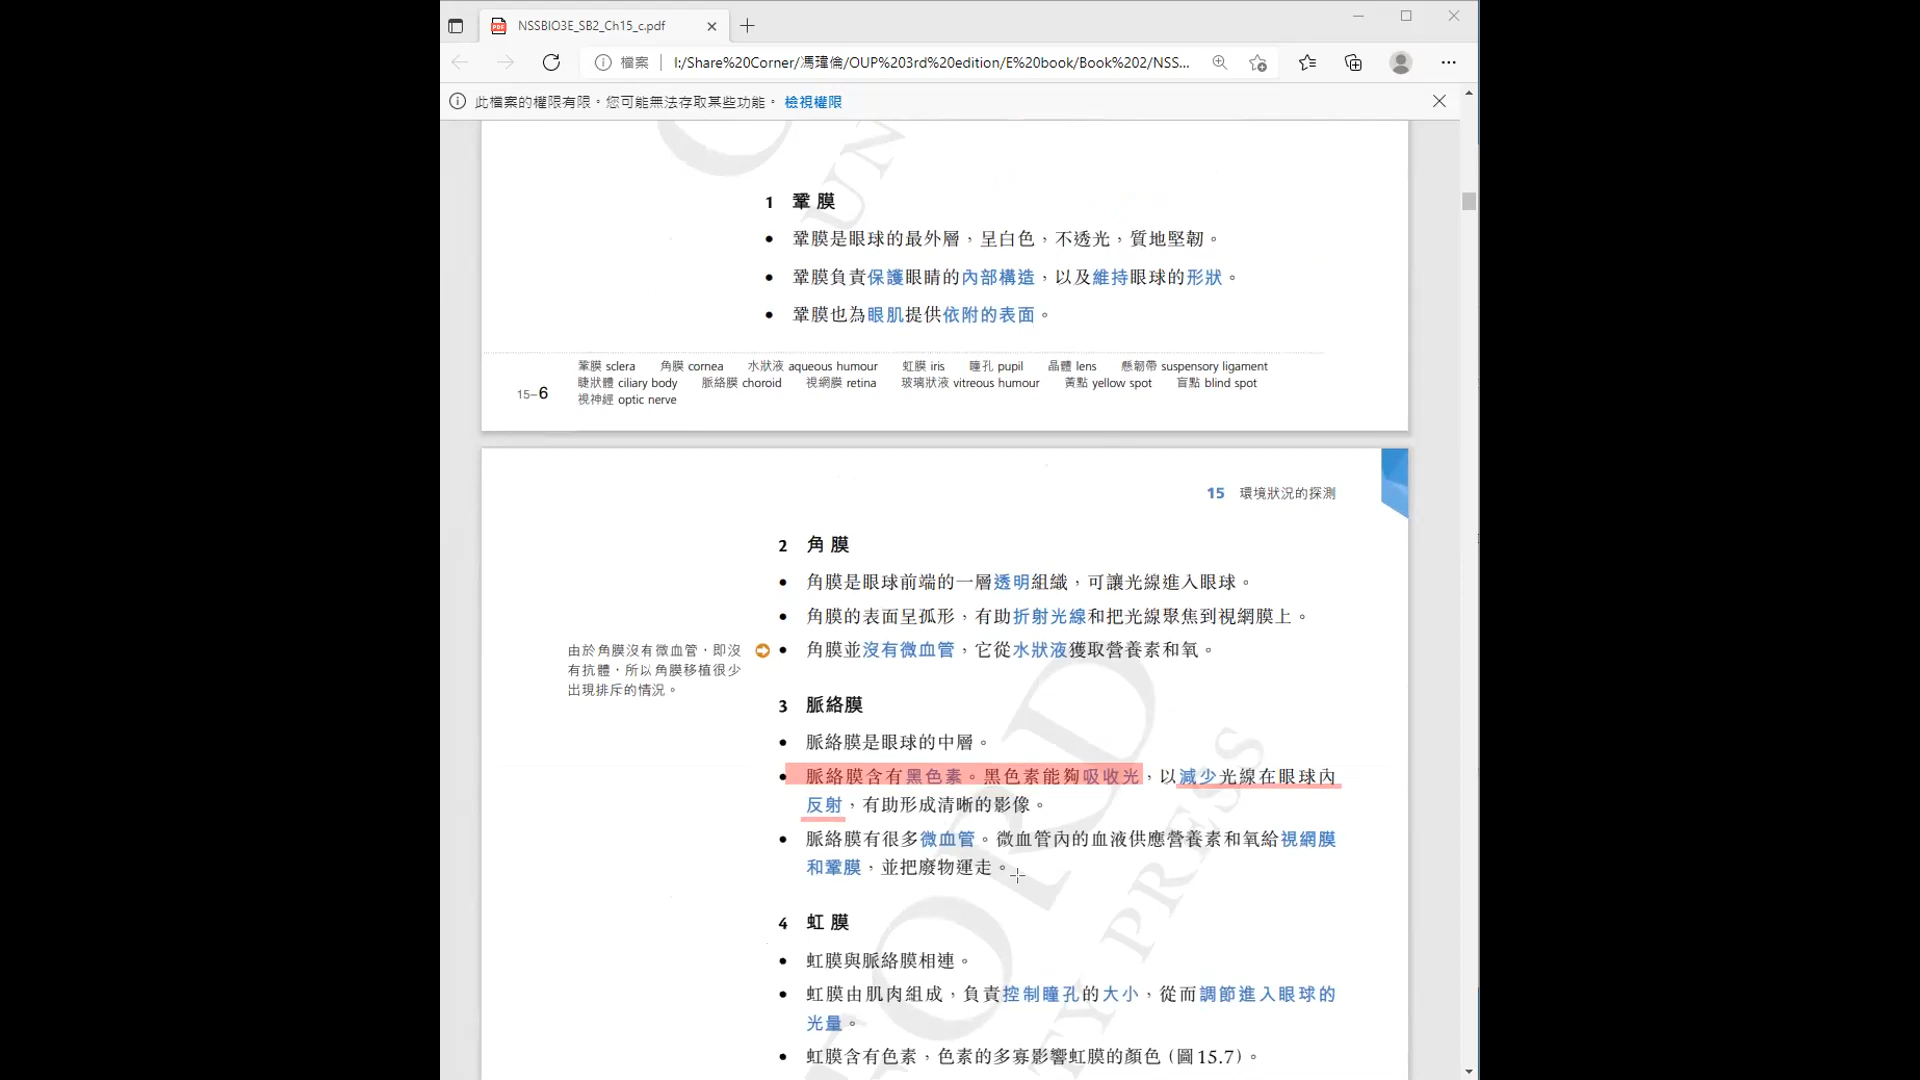 NSSBIO3E_SB2_Ch15_c.pdf
檔案 I:/Share%20Corner/馮瑋倫/OUP%203rd%20edition/E%20book/Book%202/NSS...
此檔案的權限有限。您可能無法存取某些功能。 檢視權限
UN
1 鞏膜
• 鞏膜是眼球的最外層，呈白色，不透光，質地堅韌。
• 鞏膜負責保護眼睛的內部構造，以及維持眼球的形狀。
• 鞏膜也為眼肌提供依附的表面。
鞏膜 sclera 角膜 cornea 水狀液 aqueous humour 虹膜 iris 瞳孔 pupil 晶體 lens 懸韌帶 suspensory ligament
睫狀體 ciliary body 脈絡膜 choroid 視網膜 retina 玻璃狀液 vitreous humour 黃點 yellow spot 盲點 blind spot
視神經 optic nerve
15–6
15 環境狀況的探測
2 角膜
• 角膜是眼球前端的一層透明組織，可讓光線進入眼球。
• 角膜的表面呈弧形，有助折射光線和把光線聚焦到視網膜上。
• 角膜並沒有微血管，它從水狀液獲取營養素和氧。
由於角膜沒有微血管，即沒
有抗體，所以角膜移植很少
出現排斥的情況。
3 脈絡膜
• 脈絡膜是眼球的中層。
• 脈絡膜含有黑色素。黑色素能夠吸收光，以減少光線在眼球內
反射，有助形成清晰的影像。
• 脈絡膜有很多微血管。微血管內的血液供應營養素和氧給視網膜
和鞏膜，並把廢物運走。
4 虹膜
• 虹膜與脈絡膜相連。
• 虹膜由肌肉組成，負責控制瞳孔的大小，從而調節進入眼球的
光量。
• 虹膜含有色素，色素的多寡影響虹膜的顏色（圖15.7）。
FORD
TY PRESS